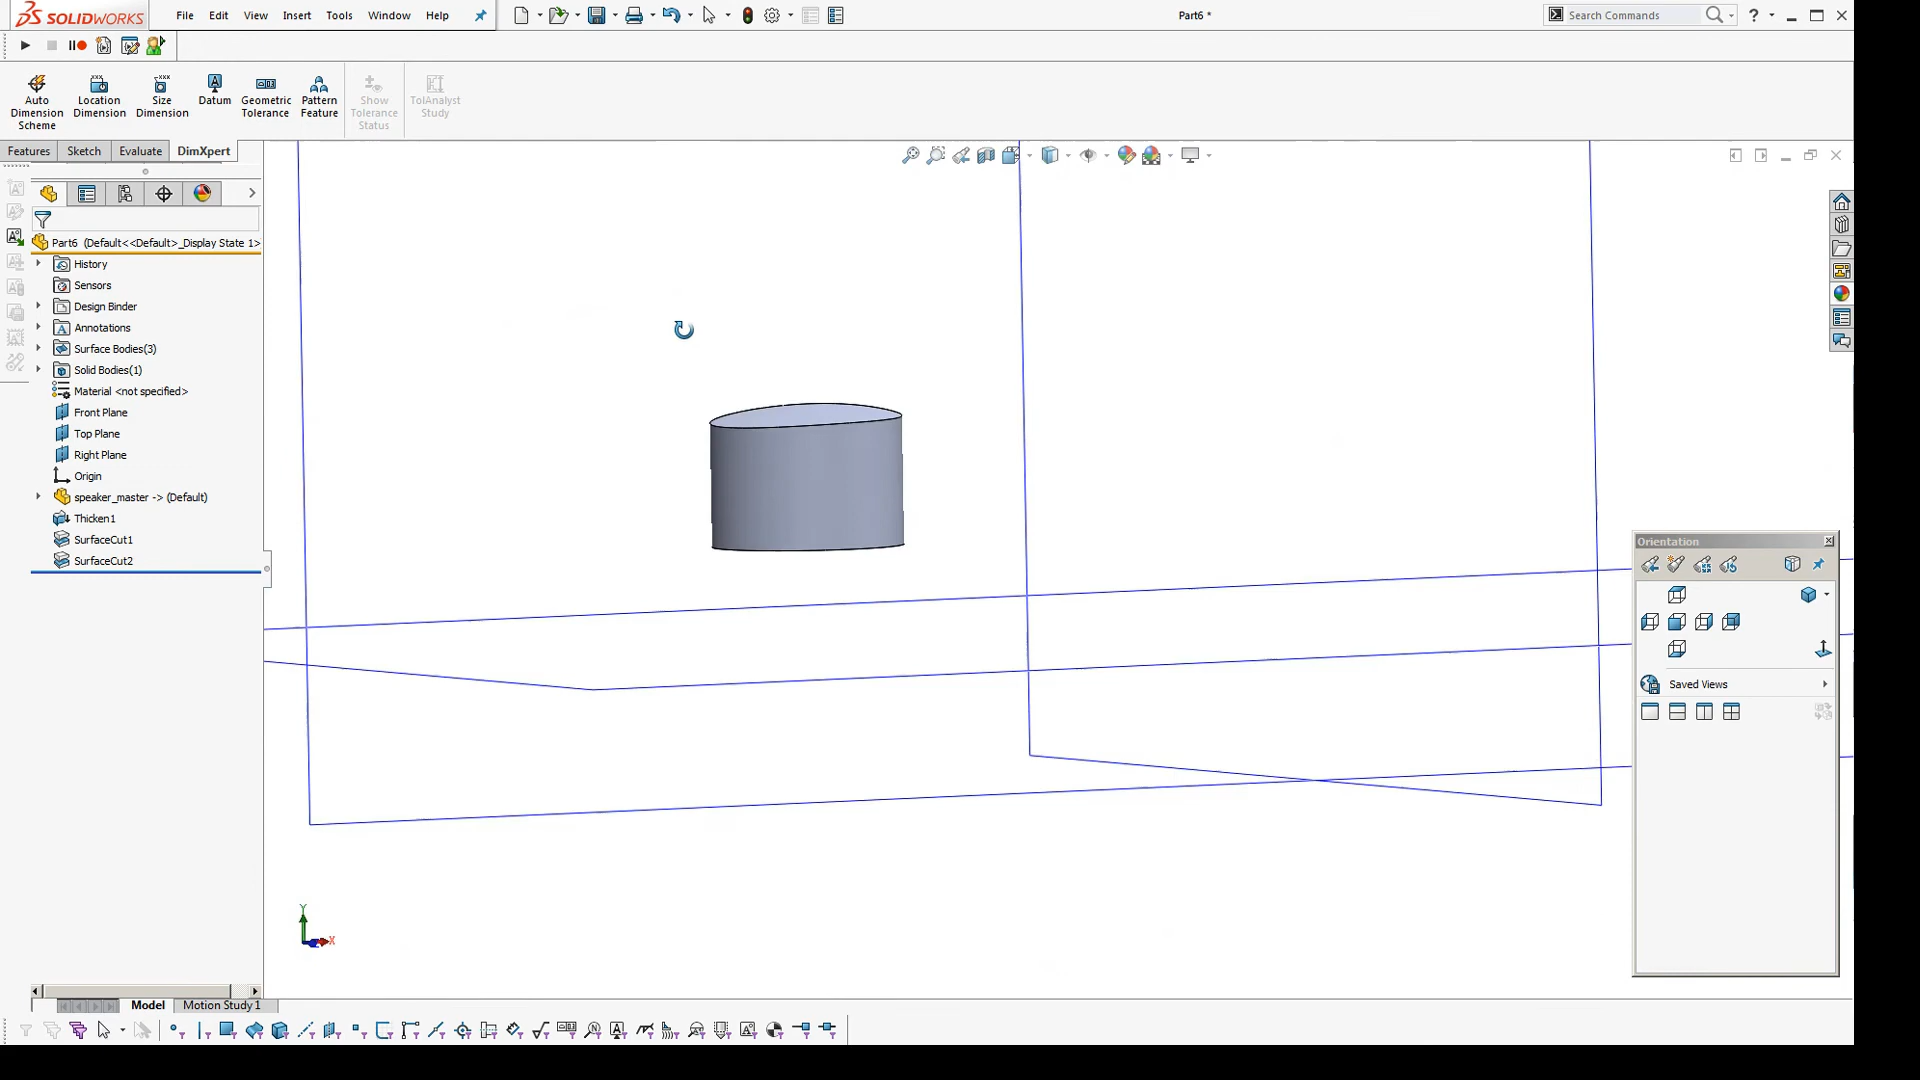 SOLIDWORKS
File Edit View Insert Tools Window Help
Part6 *
Search Commands
?
Auto Dimension Scheme
Location Dimension
Size Dimension
Datum
Geometric Tolerance
Pattern Feature
Show Tolerance Status
TolAnalyst Study
Features Sketch Evaluate DimXpert
Part6 (Default<<Default>_Display State 1>
History
Sensors
Design Binder
Annotations
Surface Bodies(3)
Solid Bodies(1)
Material <not specified>
Front Plane
Top Plane
Right Plane
Origin
speaker_master -> (Default)
Thicken1
SurfaceCut1
SurfaceCut2
Orientation
Saved Views
Y
X
Model Motion Study 1